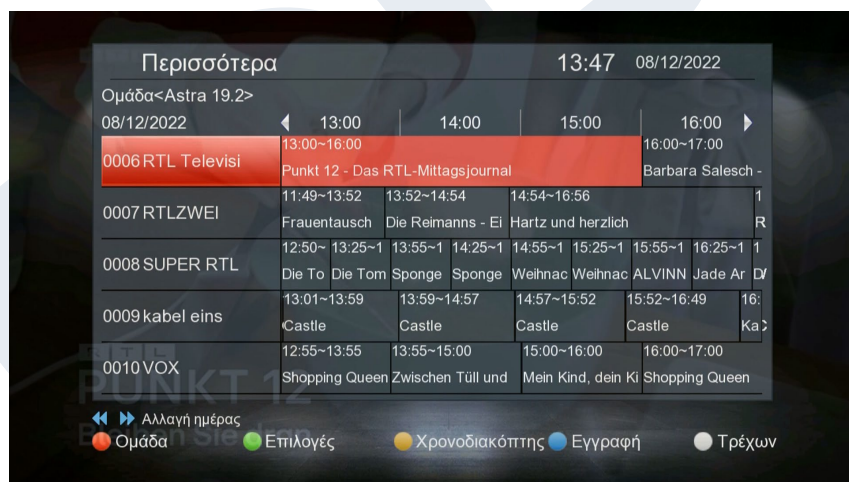 Περισσότερα 13:47 08/12/2022
Ομάδα<Astra 19.2>
08/12/2022 13:00 14:00 15:00 16:00
0006 RTL Televisi
13:00~16:00 16:00~17:00
Punkt 12 - Das RTL-Mittagsjournal Barbara Salesch -
0007 RTLZWEI
11:49~13:52 13:52~14:54 14:54~16:56 1
Frauentausch Die Reimanns - Ei Hartz und herzlich R
0008 SUPER RTL
12:50~ 13:25~1 13:55~1 14:25~1 14:55~1 15:25~1 15:55~1 16:25~1 1
Die To Die Tom Sponge Sponge Weihnac Weihnac ALVINN Jade Ar
0009 kabel eins
13:01~13:59 13:59~14:57 14:57~15:52 15:52~16:49 16:
Castle Castle Castle Castle Ka
0010 VOX
12:55~13:55 13:55~15:00 15:00~16:00 16:00~17:00
Shopping Queen Zwischen Tüll und Mein Kind, dein Ki Shopping Queen
RTL
PUNKT 12
Αλλαγή ημέρας
Bleiben Sie dran
Ομάδα Επιλογές Χρονοδιακόπτης Εγγραφή Τρέχων